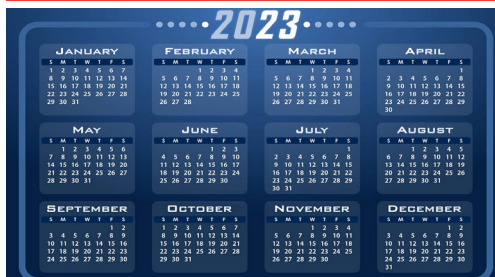 2023
JANUARY
S M T W T F S
1 2 3 4 5 6 7
8 9 10 11 12 13 14
15 16 17 18 19 20 21
22 23 24 25 26 27 28
29 30 31
FEBRUARY
S M T W T F S
1 2 3 4
5 6 7 8 9 10 11
12 13 14 15 16 17 18
19 20 21 22 23 24 25
26 27 28
MARCH
S M T W T F S
1 2 3 4
5 6 7 8 9 10 11
12 13 14 15 16 17 18
19 20 21 22 23 24 25
26 27 28 29 30 31
APRIL
S M T W T F S
1
2 3 4 5 6 7 8
9 10 11 12 13 14 15
16 17 18 19 20 21 22
23 24 25 26 27 28 29
30
MAY
S M T W T F S
1 2 3 4 5 6
7 8 9 10 11 12 13
14 15 16 17 18 19 20
21 22 23 24 25 26 27
28 29 30 31
JUNE
S M T W T F S
1 2 3
4 5 6 7 8 9 10
11 12 13 14 15 16 17
18 19 20 21 22 23 24
25 26 27 28 29 30
JULY
S M T W T F S
1
2 3 4 5 6 7 8
9 10 11 12 13 14 15
16 17 18 19 20 21 22
23 24 25 26 27 28 29
30 31
AUGUST
S M T W T F S
1 2 3 4 5
6 7 8 9 10 11 12
13 14 15 16 17 18 19
20 21 22 23 24 25 26
27 28 29 30 31
SEPTEMBER
S M T W T F S
1 2
3 4 5 6 7 8 9
10 11 12 13 14 15 16
17 18 19 20 21 22 23
24 25 26 27 28 29 30
OCTOBER
S M T W T F S
1 2 3 4 5 6 7
8 9 10 11 12 13 14
15 16 17 18 19 20 21
22 23 24 25 26 27 28
29 30 31
NOVEMBER
S M T W T F S
1 2 3 4
5 6 7 8 9 10 11
12 13 14 15 16 17 18
19 20 21 22 23 24 25
26 27 28 29 30
DECEMBER
S M T W T F S
1 2
3 4 5 6 7 8 9
10 11 12 13 14 15 16
17 18 19 20 21 22 23
24 25 26 27 28 29 30
31